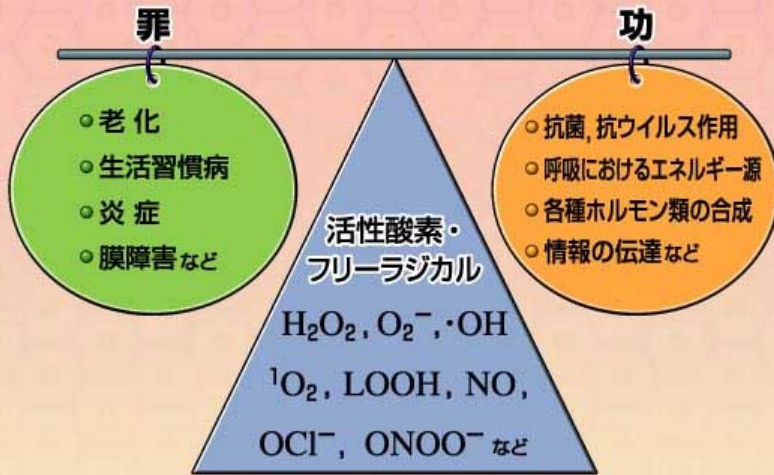 罪
功
老化
生活習慣病
炎症
膜障害など
抗菌,抗ウイルス作用
呼吸におけるエネルギー源
各種ホルモン類の合成
情報の伝達など
活性酸素・
フリーラジカル
H₂O₂, O₂⁻, ·OH
¹O₂, LOOH, NO,
OCl⁻, ONOO⁻ など